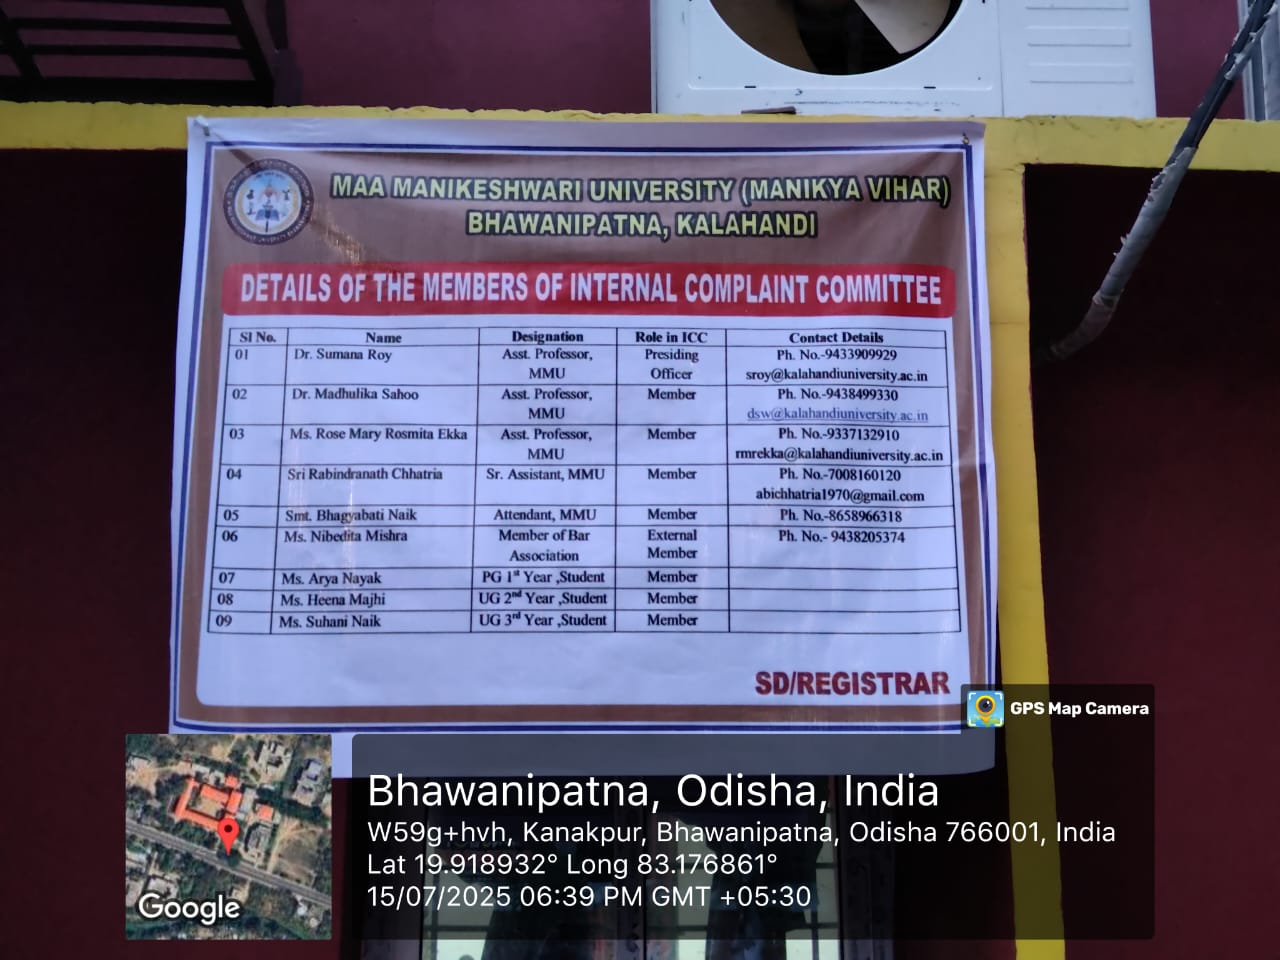 MAA MANIKESHWARI UNIVERSITY (MANIKYA VIHAR)
BHAWANIPATNA, KALAHANDI
DETAILS OF THE MEMBERS OF INTERNAL COMPLAINT COMMITTEE
Sl No. Name Designation Role in ICC Contact Details
01 Dr. Sumana Roy Asst. Professor, Presiding Ph. No.-9433909929
MMU Officer sroy@kalahandiuniversity.ac.in
02 Dr. Madhulika Sahoo Asst. Professor, Member Ph. No.-9438499330
MMU dsw@kalahandiuniversity.ac.in
03 Ms. Rose Mary Rosmita Ekka Asst. Professor, Member Ph. No.-9337132910
MMU rmrekka@kalahandiuniversity.ac.in
04 Sri Rabindranath Chhatria Sr. Assistant, MMU Member Ph. No.-7008160120
abichhatria1970@gmail.com
05 Smt. Bhagyabati Naik Attendant, MMU Member Ph. No.-8658966318
06 Ms. Nibedita Mishra Member of Bar External Ph. No.- 9438205374
Association Member
07 Ms. Arya Nayak PG 1st Year ,Student Member
08 Ms. Heena Majhi UG 2nd Year ,Student Member
09 Ms. Suhani Naik UG 3rd Year ,Student Member
SD/REGISTRAR
GPS Map Camera
Bhawanipatna, Odisha, India
W59g+hvh, Kanakpur, Bhawanipatna, Odisha 766001, India
Lat 19.918932° Long 83.176861°
15/07/2025 06:39 PM GMT +05:30
Google